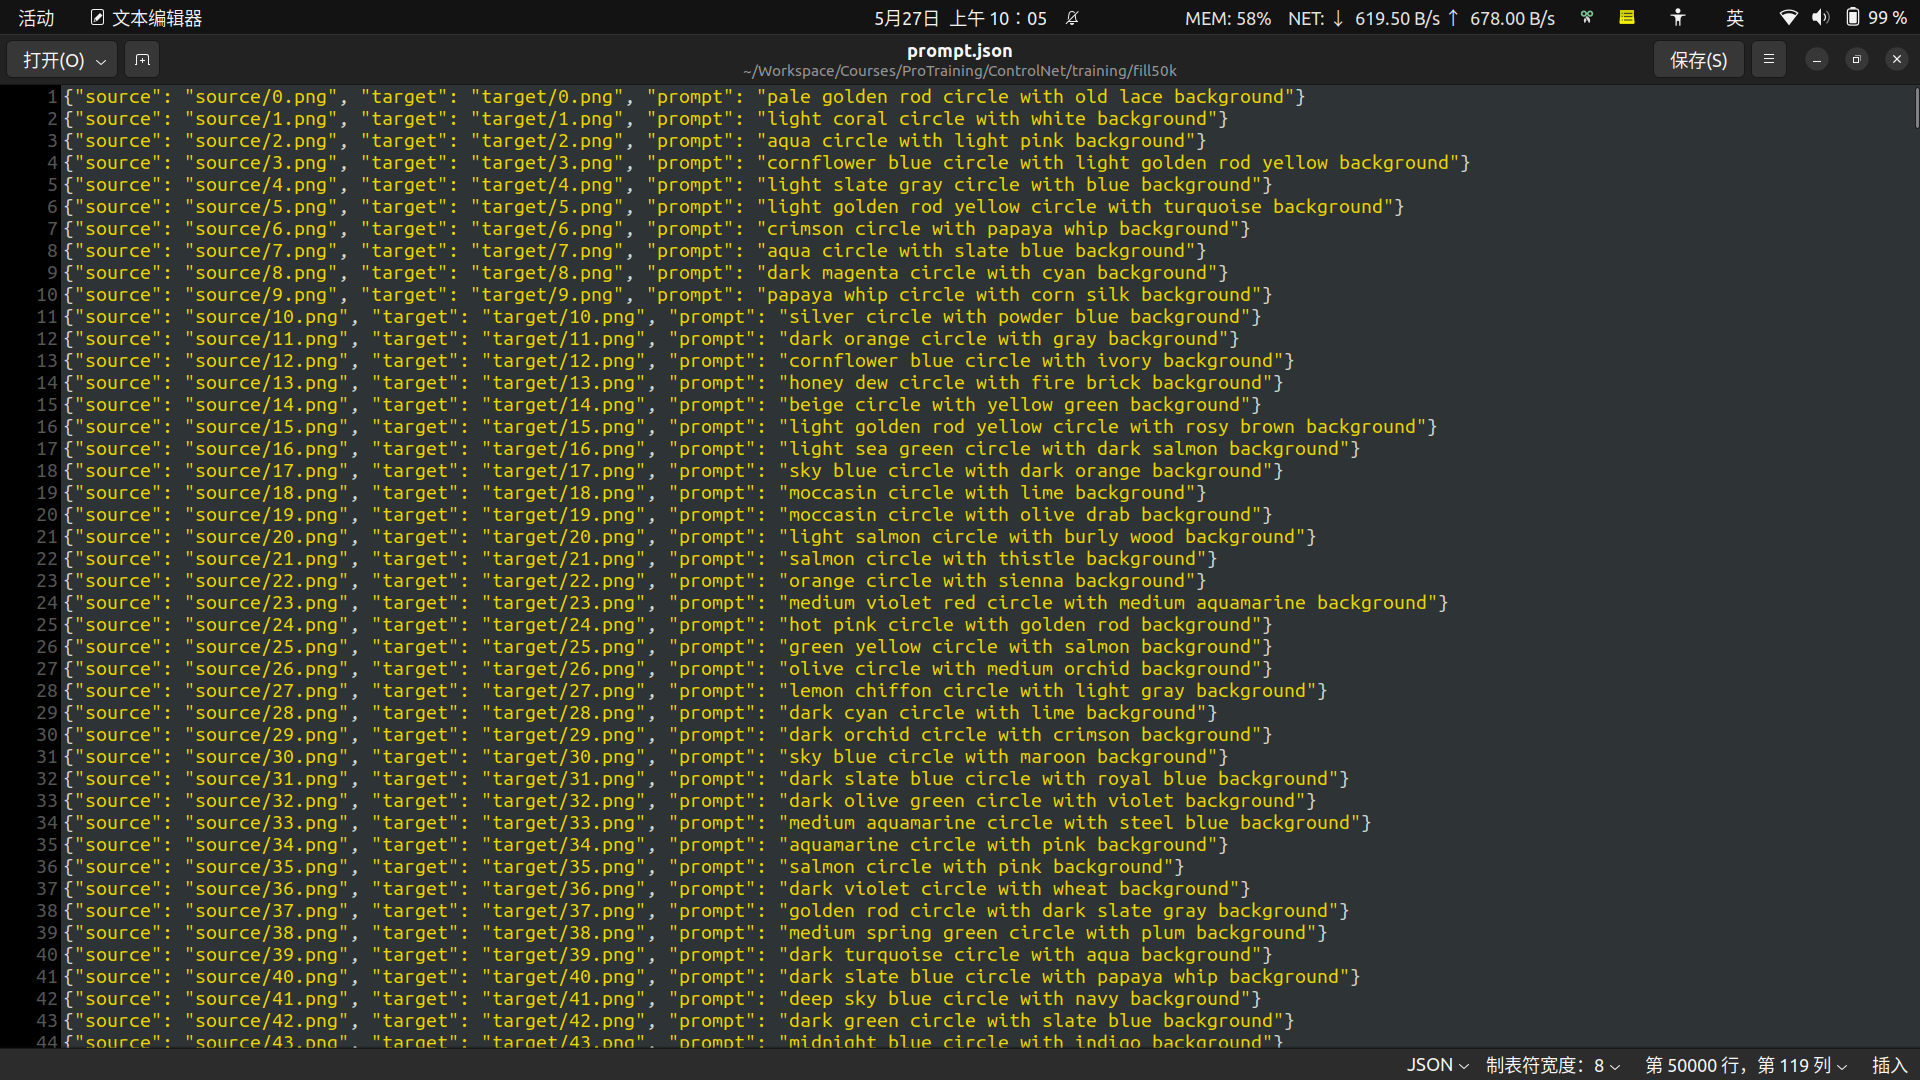 活动 文本编辑器 5月27日 上午 10：05 MEM: 58% NET: ↓ 619.50 B/s ↑ 678.00 B/s 英 99 %
打开(O) prompt.json 保存(S)
~/Workspace/Courses/ProTraining/ControlNet/training/fill50k
1 {"source": "source/0.png", "target": "target/0.png", "prompt": "pale golden rod circle with old lace background"}
2 {"source": "source/1.png", "target": "target/1.png", "prompt": "light coral circle with white background"}
3 {"source": "source/2.png", "target": "target/2.png", "prompt": "aqua circle with light pink background"}
4 {"source": "source/3.png", "target": "target/3.png", "prompt": "cornflower blue circle with light golden rod yellow background"}
5 {"source": "source/4.png", "target": "target/4.png", "prompt": "light slate gray circle with blue background"}
6 {"source": "source/5.png", "target": "target/5.png", "prompt": "light golden rod yellow circle with turquoise background"}
7 {"source": "source/6.png", "target": "target/6.png", "prompt": "crimson circle with papaya whip background"}
8 {"source": "source/7.png", "target": "target/7.png", "prompt": "aqua circle with slate blue background"}
9 {"source": "source/8.png", "target": "target/8.png", "prompt": "dark magenta circle with cyan background"}
10 {"source": "source/9.png", "target": "target/9.png", "prompt": "papaya whip circle with corn silk background"}
11 {"source": "source/10.png", "target": "target/10.png", "prompt": "silver circle with powder blue background"}
12 {"source": "source/11.png", "target": "target/11.png", "prompt": "dark orange circle with gray background"}
13 {"source": "source/12.png", "target": "target/12.png", "prompt": "cornflower blue circle with ivory background"}
14 {"source": "source/13.png", "target": "target/13.png", "prompt": "honey dew circle with fire brick background"}
15 {"source": "source/14.png", "target": "target/14.png", "prompt": "beige circle with yellow green background"}
16 {"source": "source/15.png", "target": "target/15.png", "prompt": "light golden rod yellow circle with rosy brown background"}
17 {"source": "source/16.png", "target": "target/16.png", "prompt": "light sea green circle with dark salmon background"}
18 {"source": "source/17.png", "target": "target/17.png", "prompt": "sky blue circle with dark orange background"}
19 {"source": "source/18.png", "target": "target/18.png", "prompt": "moccasin circle with lime background"}
20 {"source": "source/19.png", "target": "target/19.png", "prompt": "moccasin circle with olive drab background"}
21 {"source": "source/20.png", "target": "target/20.png", "prompt": "light salmon circle with burly wood background"}
22 {"source": "source/21.png", "target": "target/21.png", "prompt": "salmon circle with thistle background"}
23 {"source": "source/22.png", "target": "target/22.png", "prompt": "orange circle with sienna background"}
24 {"source": "source/23.png", "target": "target/23.png", "prompt": "medium violet red circle with medium aquamarine background"}
25 {"source": "source/24.png", "target": "target/24.png", "prompt": "hot pink circle with golden rod background"}
26 {"source": "source/25.png", "target": "target/25.png", "prompt": "green yellow circle with salmon background"}
27 {"source": "source/26.png", "target": "target/26.png", "prompt": "olive circle with medium orchid background"}
28 {"source": "source/27.png", "target": "target/27.png", "prompt": "lemon chiffon circle with light gray background"}
29 {"source": "source/28.png", "target": "target/28.png", "prompt": "dark cyan circle with lime background"}
30 {"source": "source/29.png", "target": "target/29.png", "prompt": "dark orchid circle with crimson background"}
31 {"source": "source/30.png", "target": "target/30.png", "prompt": "sky blue circle with maroon background"}
32 {"source": "source/31.png", "target": "target/31.png", "prompt": "dark slate blue circle with royal blue background"}
33 {"source": "source/32.png", "target": "target/32.png", "prompt": "dark olive green circle with violet background"}
34 {"source": "source/33.png", "target": "target/33.png", "prompt": "medium aquamarine circle with steel blue background"}
35 {"source": "source/34.png", "target": "target/34.png", "prompt": "aquamarine circle with pink background"}
36 {"source": "source/35.png", "target": "target/35.png", "prompt": "salmon circle with pink background"}
37 {"source": "source/36.png", "target": "target/36.png", "prompt": "dark violet circle with wheat background"}
38 {"source": "source/37.png", "target": "target/37.png", "prompt": "golden rod circle with dark slate gray background"}
39 {"source": "source/38.png", "target": "target/38.png", "prompt": "medium spring green circle with plum background"}
40 {"source": "source/39.png", "target": "target/39.png", "prompt": "dark turquoise circle with aqua background"}
41 {"source": "source/40.png", "target": "target/40.png", "prompt": "dark slate blue circle with papaya whip background"}
42 {"source": "source/41.png", "target": "target/41.png", "prompt": "deep sky blue circle with navy background"}
43 {"source": "source/42.png", "target": "target/42.png", "prompt": "dark green circle with slate blue background"}
44 {"source": "source/43.png", "target": "target/43.png", "prompt": "midnight blue circle with indigo background"}
JSON 制表符宽度：8 第 50000 行，第 119 列 插入